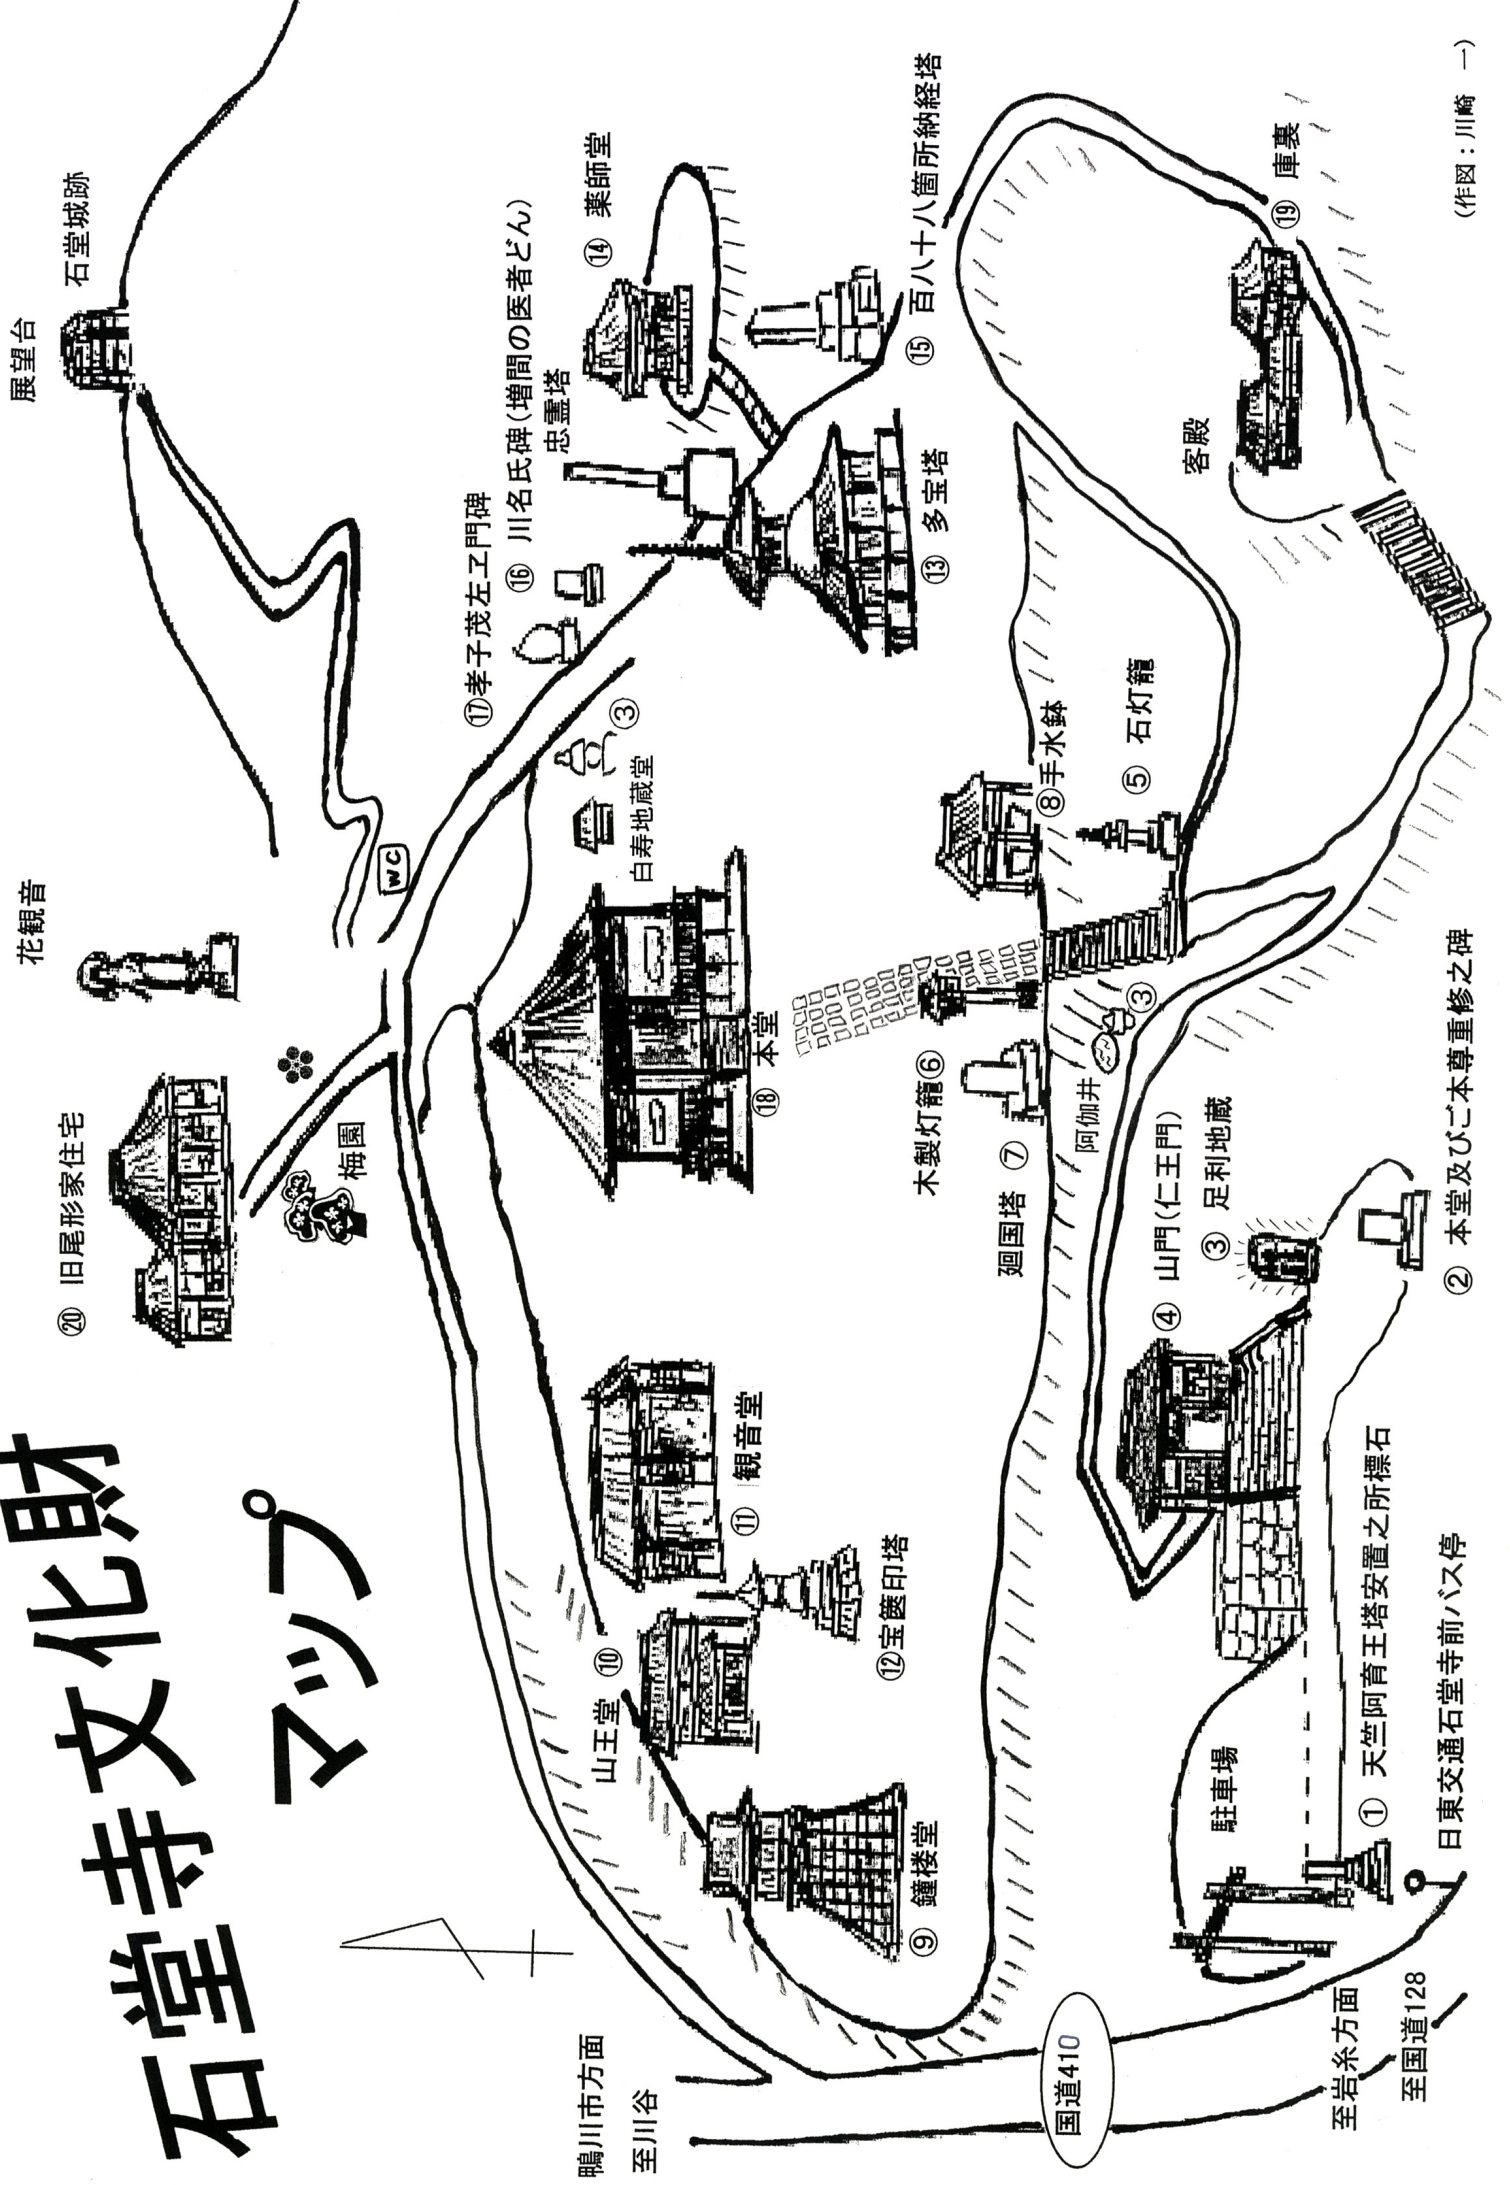 石堂寺文化財
マップ
展望台
石堂城跡
花観音
⑳ 旧尾形家住宅
梅園
WC
⑭ 薬師堂
⑯ 川名氏碑(増間の医者どん)
忠霊塔
⑰孝子茂左ヱ門碑
③
白寿地蔵堂
⑮ 百八十八箇所納経塔
⑬ 多宝塔
⑱ 本堂
⑪ 観音堂
山王堂 ⑩
⑫宝篋印塔
⑨ 鐘楼堂
⑧手水鉢
⑤ 石灯籠
木製灯籠⑥
廻国塔 ⑦
阿伽井
③
④ 山門(仁王門)
③ 足利地蔵
② 本堂及びご本尊重修之碑
客殿
⑲ 庫裏
駐車場
① 天竺阿育王塔安置之所標石
日東交通石堂寺前バス停
鴨川市方面
至川谷
国道410
至岩糸方面
至国道128
(作図:川崎 一)